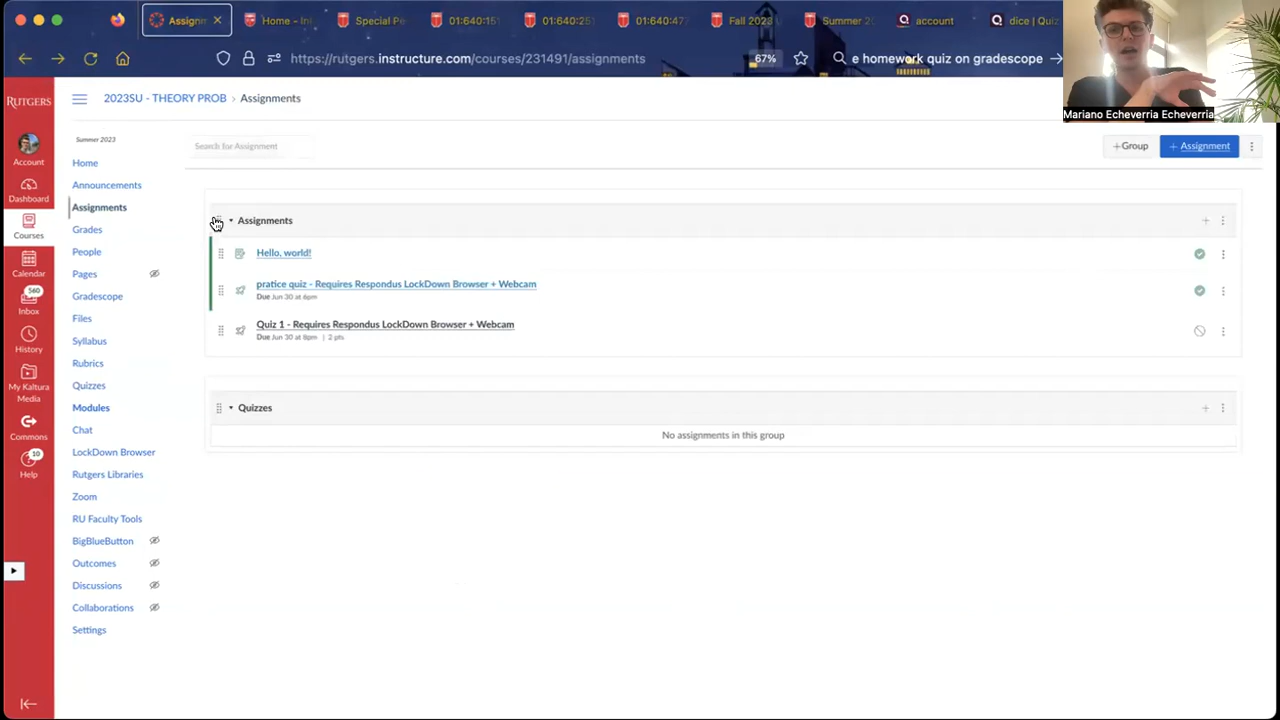 Assignm
Home - In
Special Pe
01:640:15
01:640:25
01:640:47
Fall 2023
Summer 20
account
dice | Quiz
https://rutgers.instructure.com/courses/231491/assignments
67%
e homework quiz on gradescope
Mariano Echeverria Echeverria
RUTGERS
2023SU - THEORY PROB › Assignments
Account
Dashboard
Courses
Calendar
560
Inbox
History
My Kaltura
Media
Commons
10
Help
Summer 2023
Home
Announcements
Assignments
Grades
People
Pages
Gradescope
Files
Syllabus
Rubrics
Quizzes
Modules
Chat
LockDown Browser
Rutgers Libraries
Zoom
RU Faculty Tools
BigBlueButton
Outcomes
Discussions
Collaborations
Settings
Search for Assignment
+Group
+ Assignment
Assignments
Hello, world!
pratice quiz - Requires Respondus LockDown Browser + Webcam
Due Jun 30 at 6pm
Quiz 1 - Requires Respondus LockDown Browser + Webcam
Due Jun 30 at 8pm | 2 pts
Quizzes
No assignments in this group